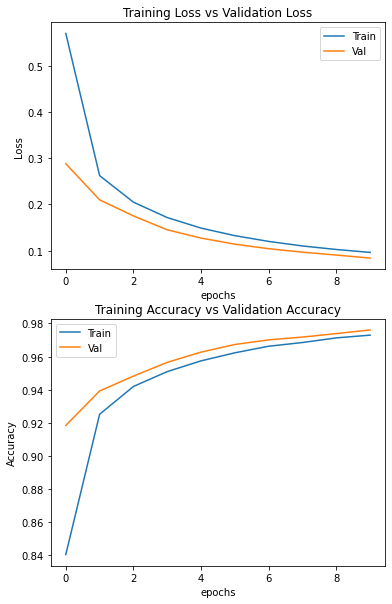 Training Loss vs Validation Loss
Train
Val
0.5
0.4
0.3
0.2
0.1
Loss
0 2 4 6 8
epochs
Training Accuracy vs Validation Accuracy
Train
Val
0.98
0.96
0.94
0.92
0.90
0.88
0.86
0.84
Accuracy
0 2 4 6 8
epochs